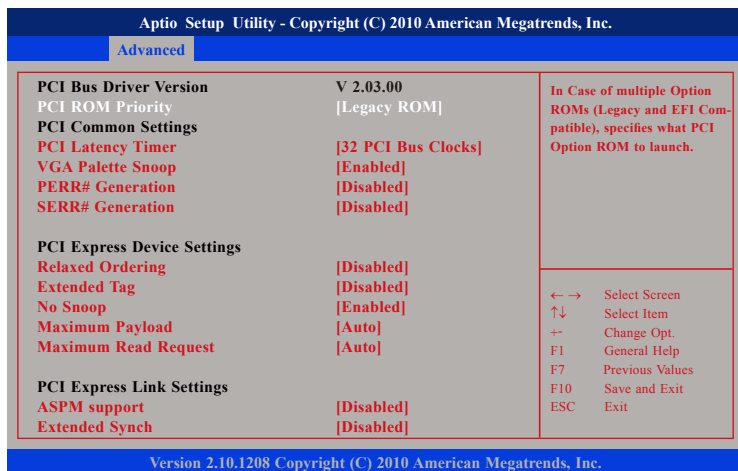 Aptio Setup Utility - Copyright (C) 2010 American Megatrends, Inc.
Advanced
PCI Bus Driver Version V 2.03.00
PCI ROM Priority [Legacy ROM]
PCI Common Settings
PCI Latency Timer [32 PCI Bus Clocks]
VGA Palette Snoop [Enabled]
PERR# Generation [Disabled]
SERR# Generation [Disabled]
PCI Express Device Settings
Relaxed Ordering [Disabled]
Extended Tag [Disabled]
No Snoop [Enabled]
Maximum Payload [Auto]
Maximum Read Request [Auto]
PCI Express Link Settings
ASPM support [Disabled]
Extended Synch [Disabled]
In Case of multiple Option
ROMs (Legacy and EFI Com-
patible), specifies what PCI
Option ROM to launch.
←→ Select Screen
↑↓ Select Item
+- Change Opt.
F1 General Help
F7 Previous Values
F10 Save and Exit
ESC Exit
Version 2.10.1208 Copyright (C) 2010 American Megatrends, Inc.